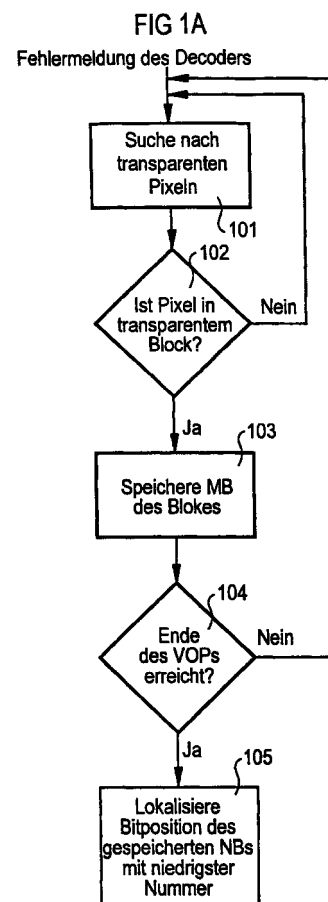 FIG 1A
Fehlermeldung des Decoders
Suche nach
transparenten
Pixeln
101
102
Ist Pixel in
transparentem
Block?
Nein
Ja
103
Speichere MB
des Blokes
104
Ende
des VOPs
erreicht?
Nein
Ja
105
Lokalisiere
Bitposition des
gespeicherten NBs
mit niedrigster
Nummer